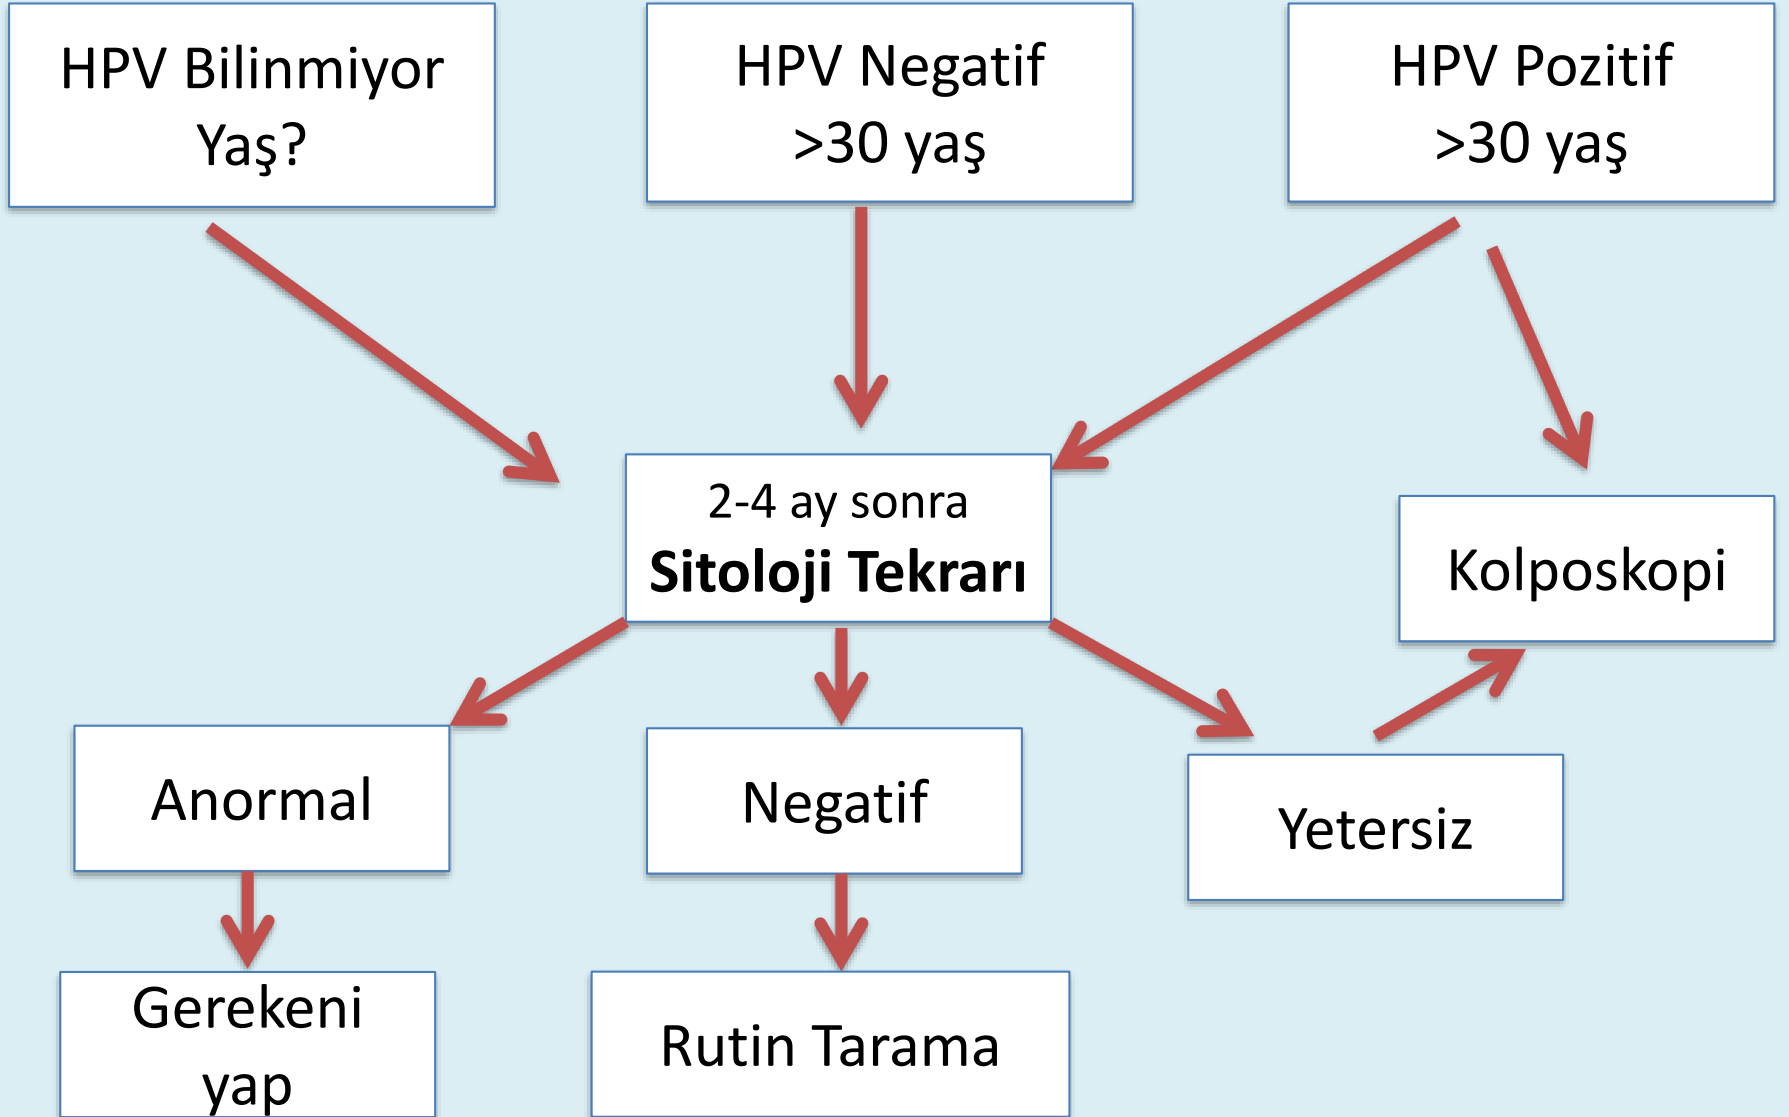 HPV Bilinmiyor
Yaş?
HPV Negatif
>30 yaş
HPV Pozitif
>30 yaş
2-4 ay sonra
Sitoloji Tekrarı
Kolposkopi
Anormal
Negatif
Yetersiz
Gerekeni
yap
Rutin Tarama